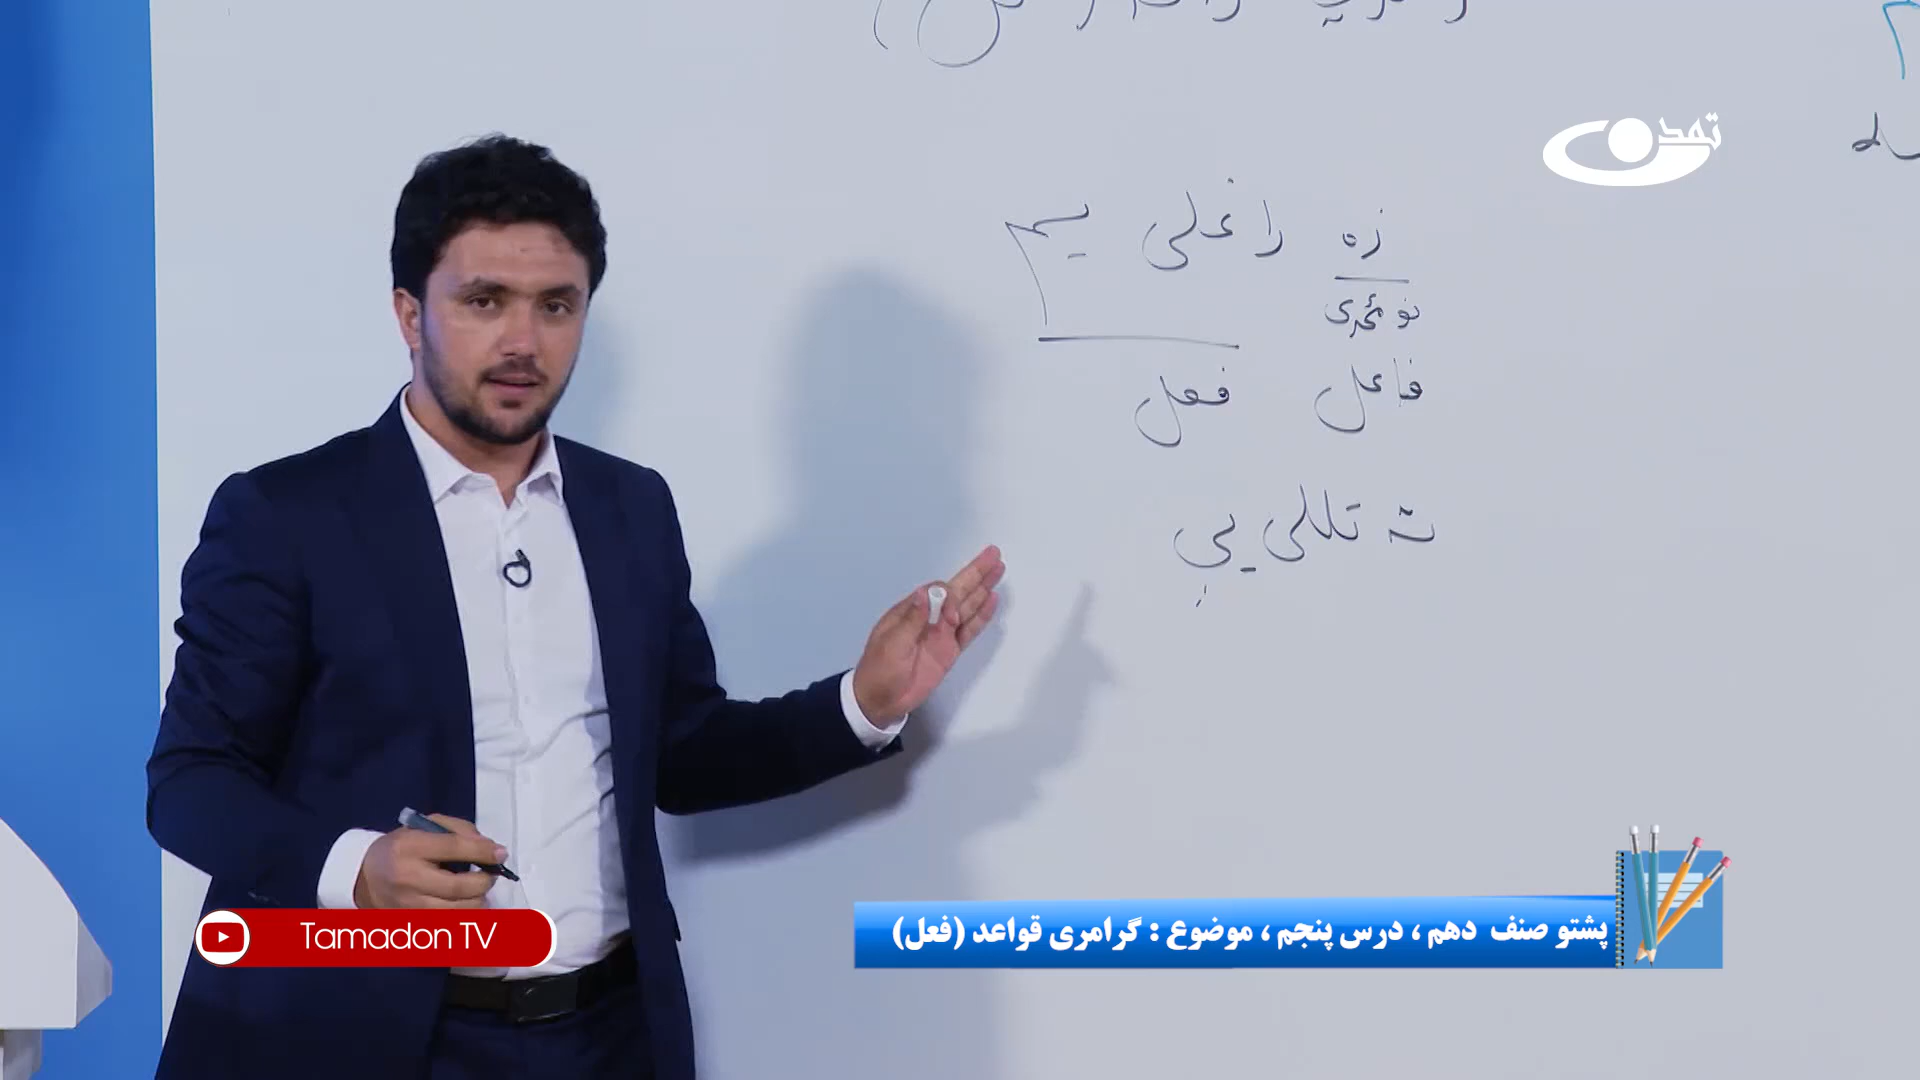 تمدن
زه راغلی یم
نومځری
فاعل فعل
ته تللی یې
پشتو صنف دهم ، درس پنجم ، موضوع : گرامری قواعد (فعل)
Tamadon TV